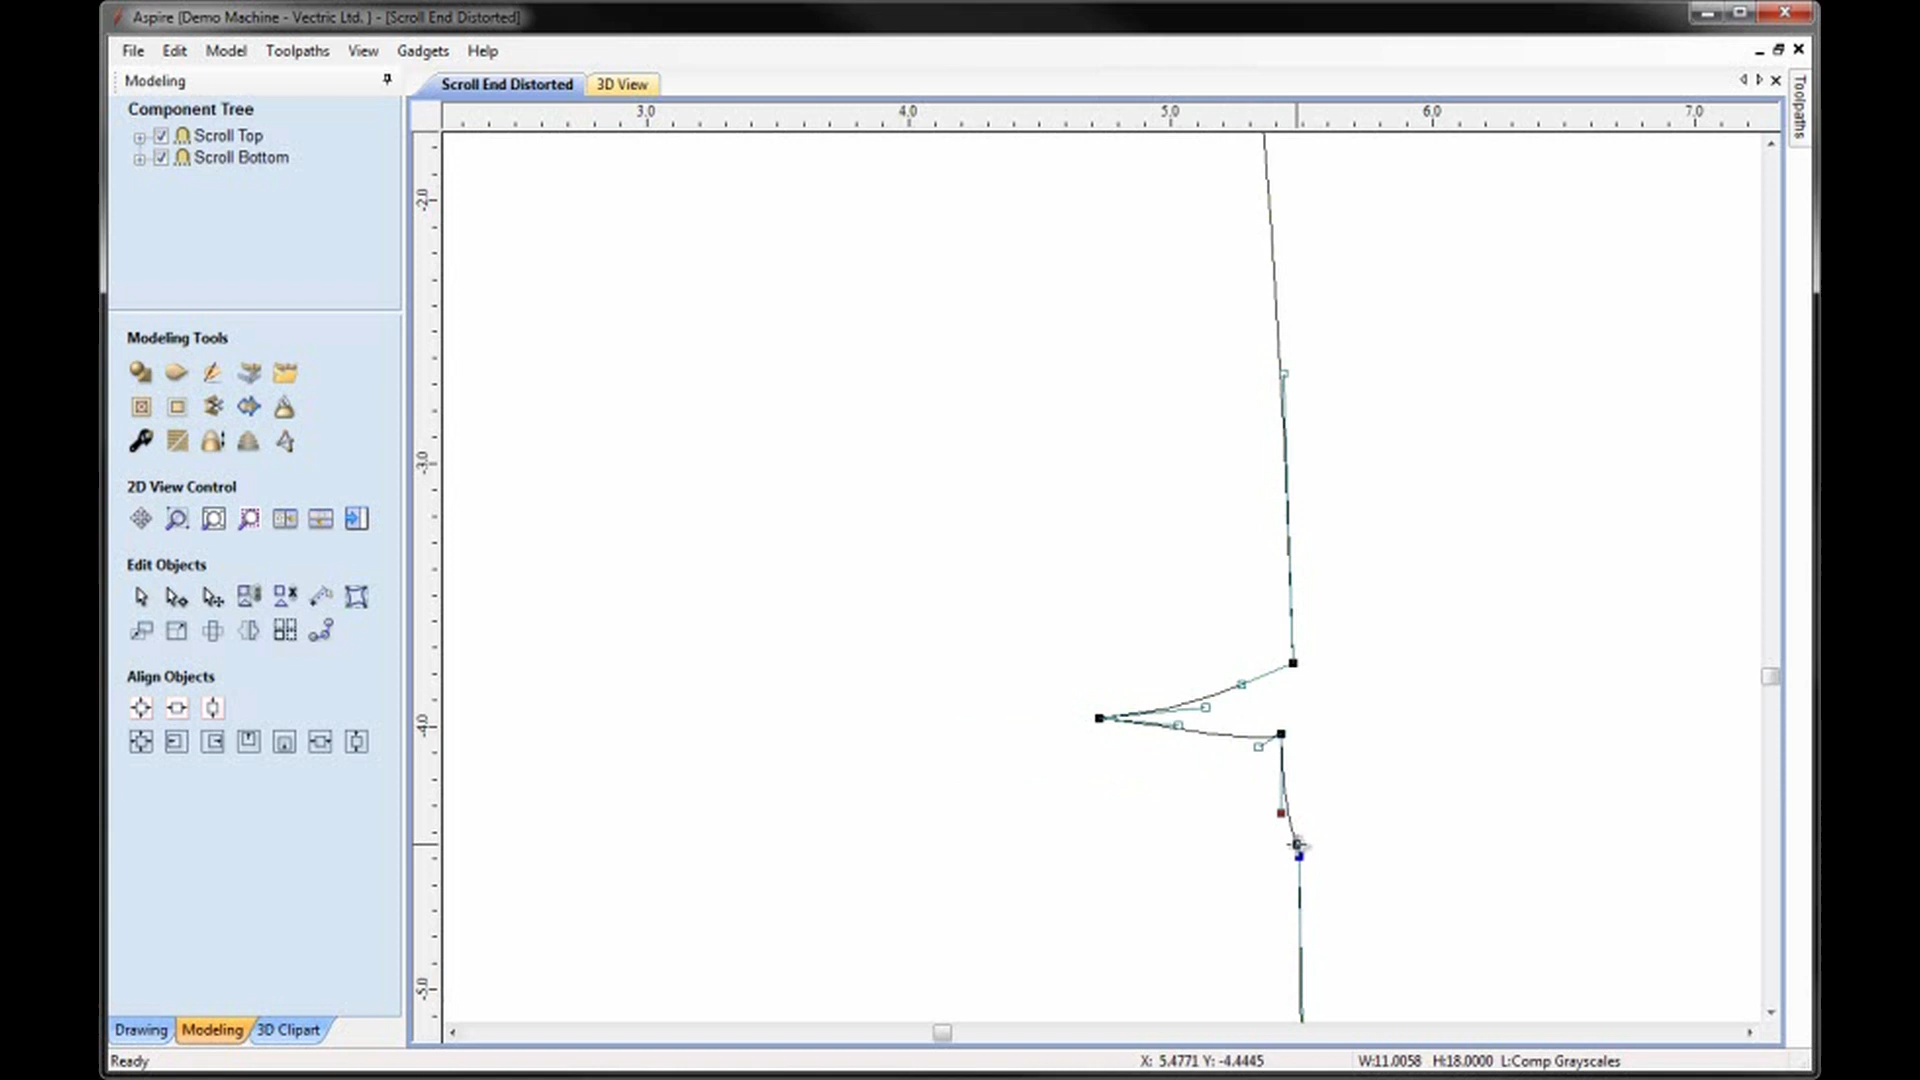 Aspire (Demo Machine - Vectric Ltd. ) - [Scroll End Distorted]
File Edit Model Toolpaths View Gadgets Help
Modeling
Scroll End Distorted 3D View
Toolpaths
Component Tree
Scroll Top
Scroll Bottom
3.0 4.0 5.0 6.0 7.0
-2.0
-3.0
-4.0
-5.0
Modeling Tools
2D View Control
Edit Objects
Align Objects
Drawing Modeling 3D Clipart
Ready
X: 5.4771 Y: -4.4445 W:11.0058 H:18.0000 L:Comp Grayscales